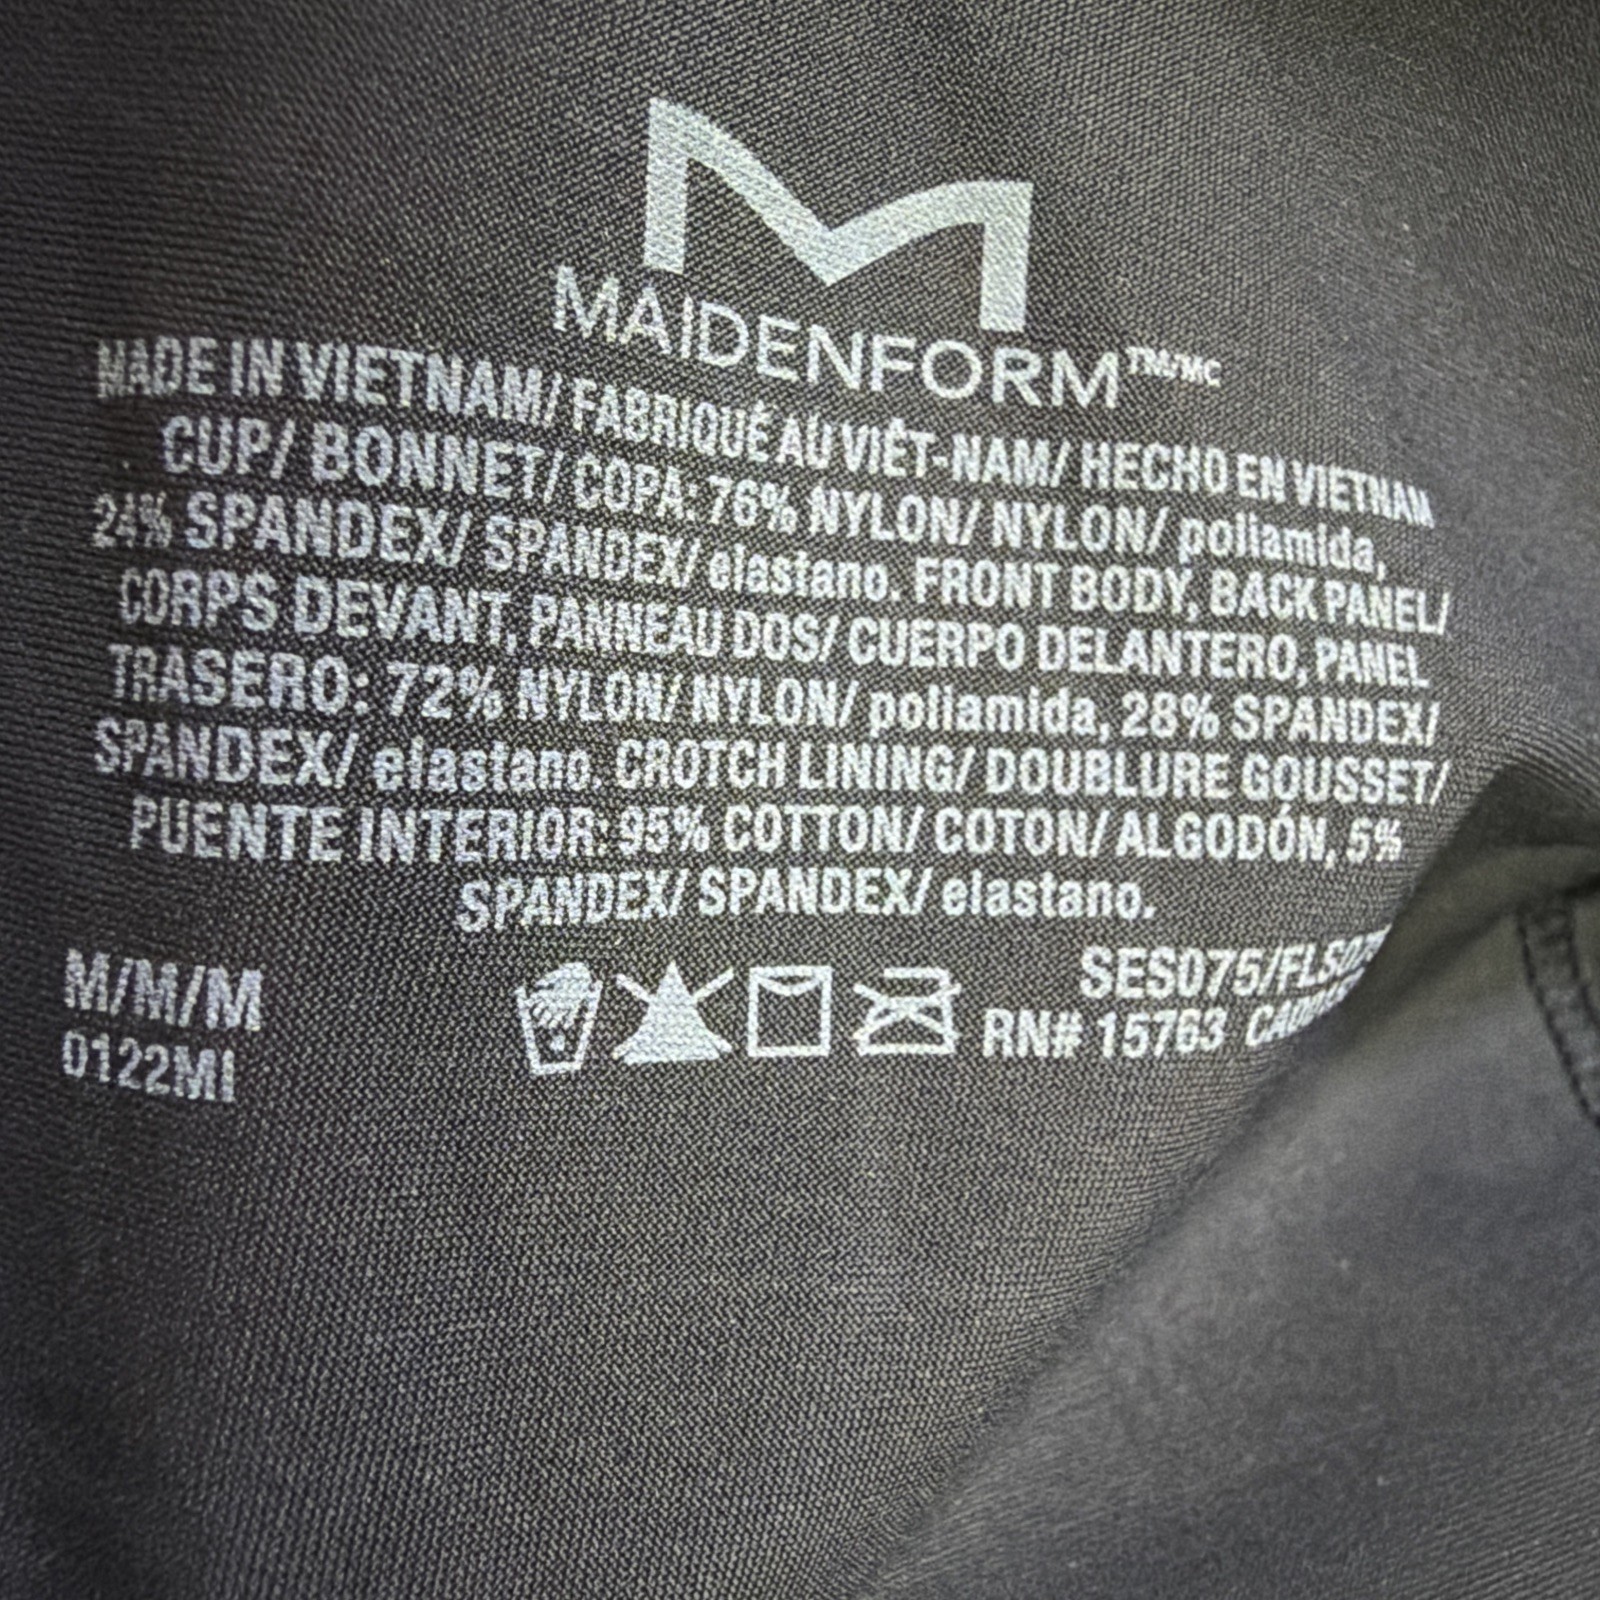 MAIDENFORM™/MC
MADE IN VIETNAM/ FABRIQUÉ AU VIÊT-NAM/ HECHO EN VIETNAM
CUP/ BONNET/ COPA: 76% NYLON/ NYLON/ poliamida,
24% SPANDEX/ SPANDEX/ elastano. FRONT BODY, BACK PANEL/
CORPS DEVANT, PANNEAU DOS/ CUERPO DELANTERO, PANEL
TRASERO: 72% NYLON/ NYLON/ poliamida, 28% SPANDEX/
SPANDEX/ elastano. CROTCH LINING/ DOUBLURE GOUSSET/
PUENTE INTERIOR: 95% COTTON/ COTON/ ALGODÓN, 5%
SPANDEX/ SPANDEX/ elastano.
M/M/M
0122MI
SES075/
RN# 15763